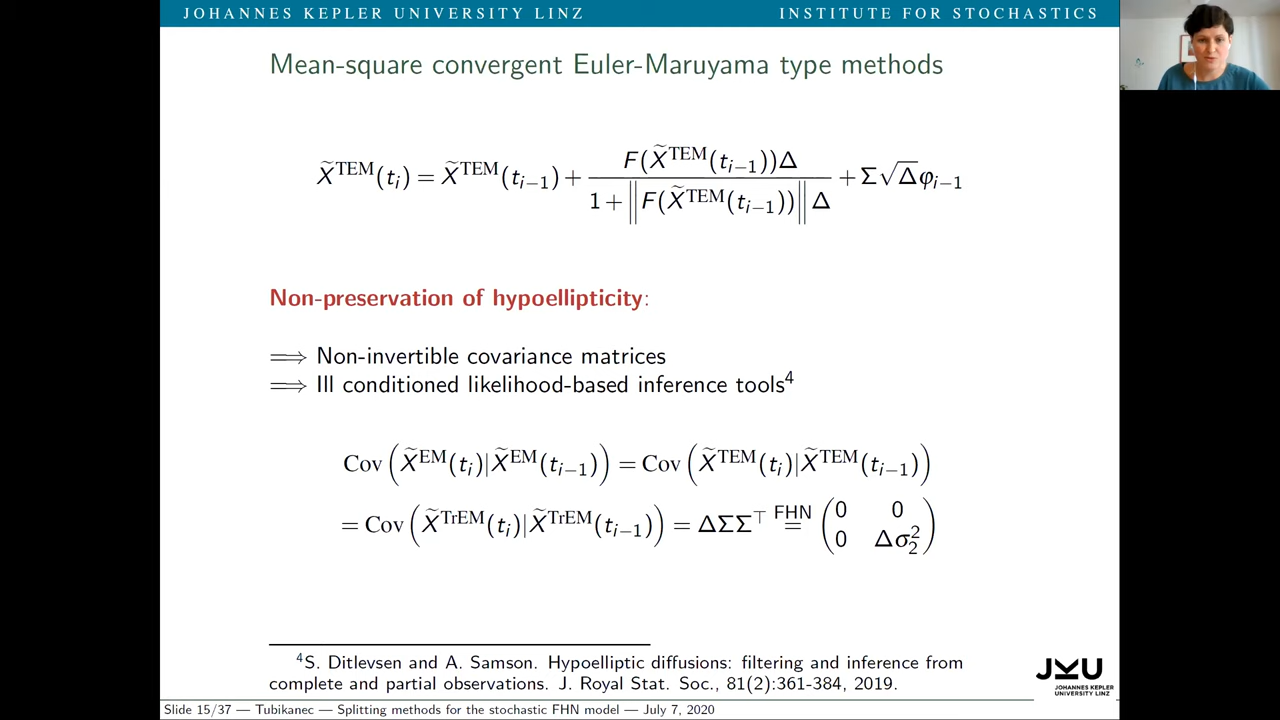 JOHANNES KEPLER UNIVERSITY LINZ INSTITUTE FOR STOCHASTICS
Mean-square convergent Euler-Maruyama type methods
X̃^TEM(t_i) = X̃^TEM(t_{i−1}) + F(X̃^TEM(t_{i−1}))Δ / (1 + ‖F(X̃^TEM(t_{i−1}))‖ Δ) + Σ√Δ φ_{i−1}
Non-preservation of hypoellipticity:
⟹ Non-invertible covariance matrices
⟹ Ill conditioned likelihood-based inference tools⁴
Cov (X̃^EM(t_i)|X̃^EM(t_{i−1})) = Cov (X̃^TEM(t_i)|X̃^TEM(t_{i−1}))
= Cov (X̃^TrEM(t_i)|X̃^TrEM(t_{i−1})) = ΔΣΣ^⊤ =^FHN (0 0
0 Δσ₂²)
⁴S. Ditlevsen and A. Samson. Hypoelliptic diffusions: filtering and inference from
complete and partial observations. J. Royal Stat. Soc., 81(2):361-384, 2019.
JKU
JOHANNES KEPLER
UNIVERSITY LINZ
Slide 15/37 — Tubikanec — Splitting methods for the stochastic FHN model — July 7, 2020